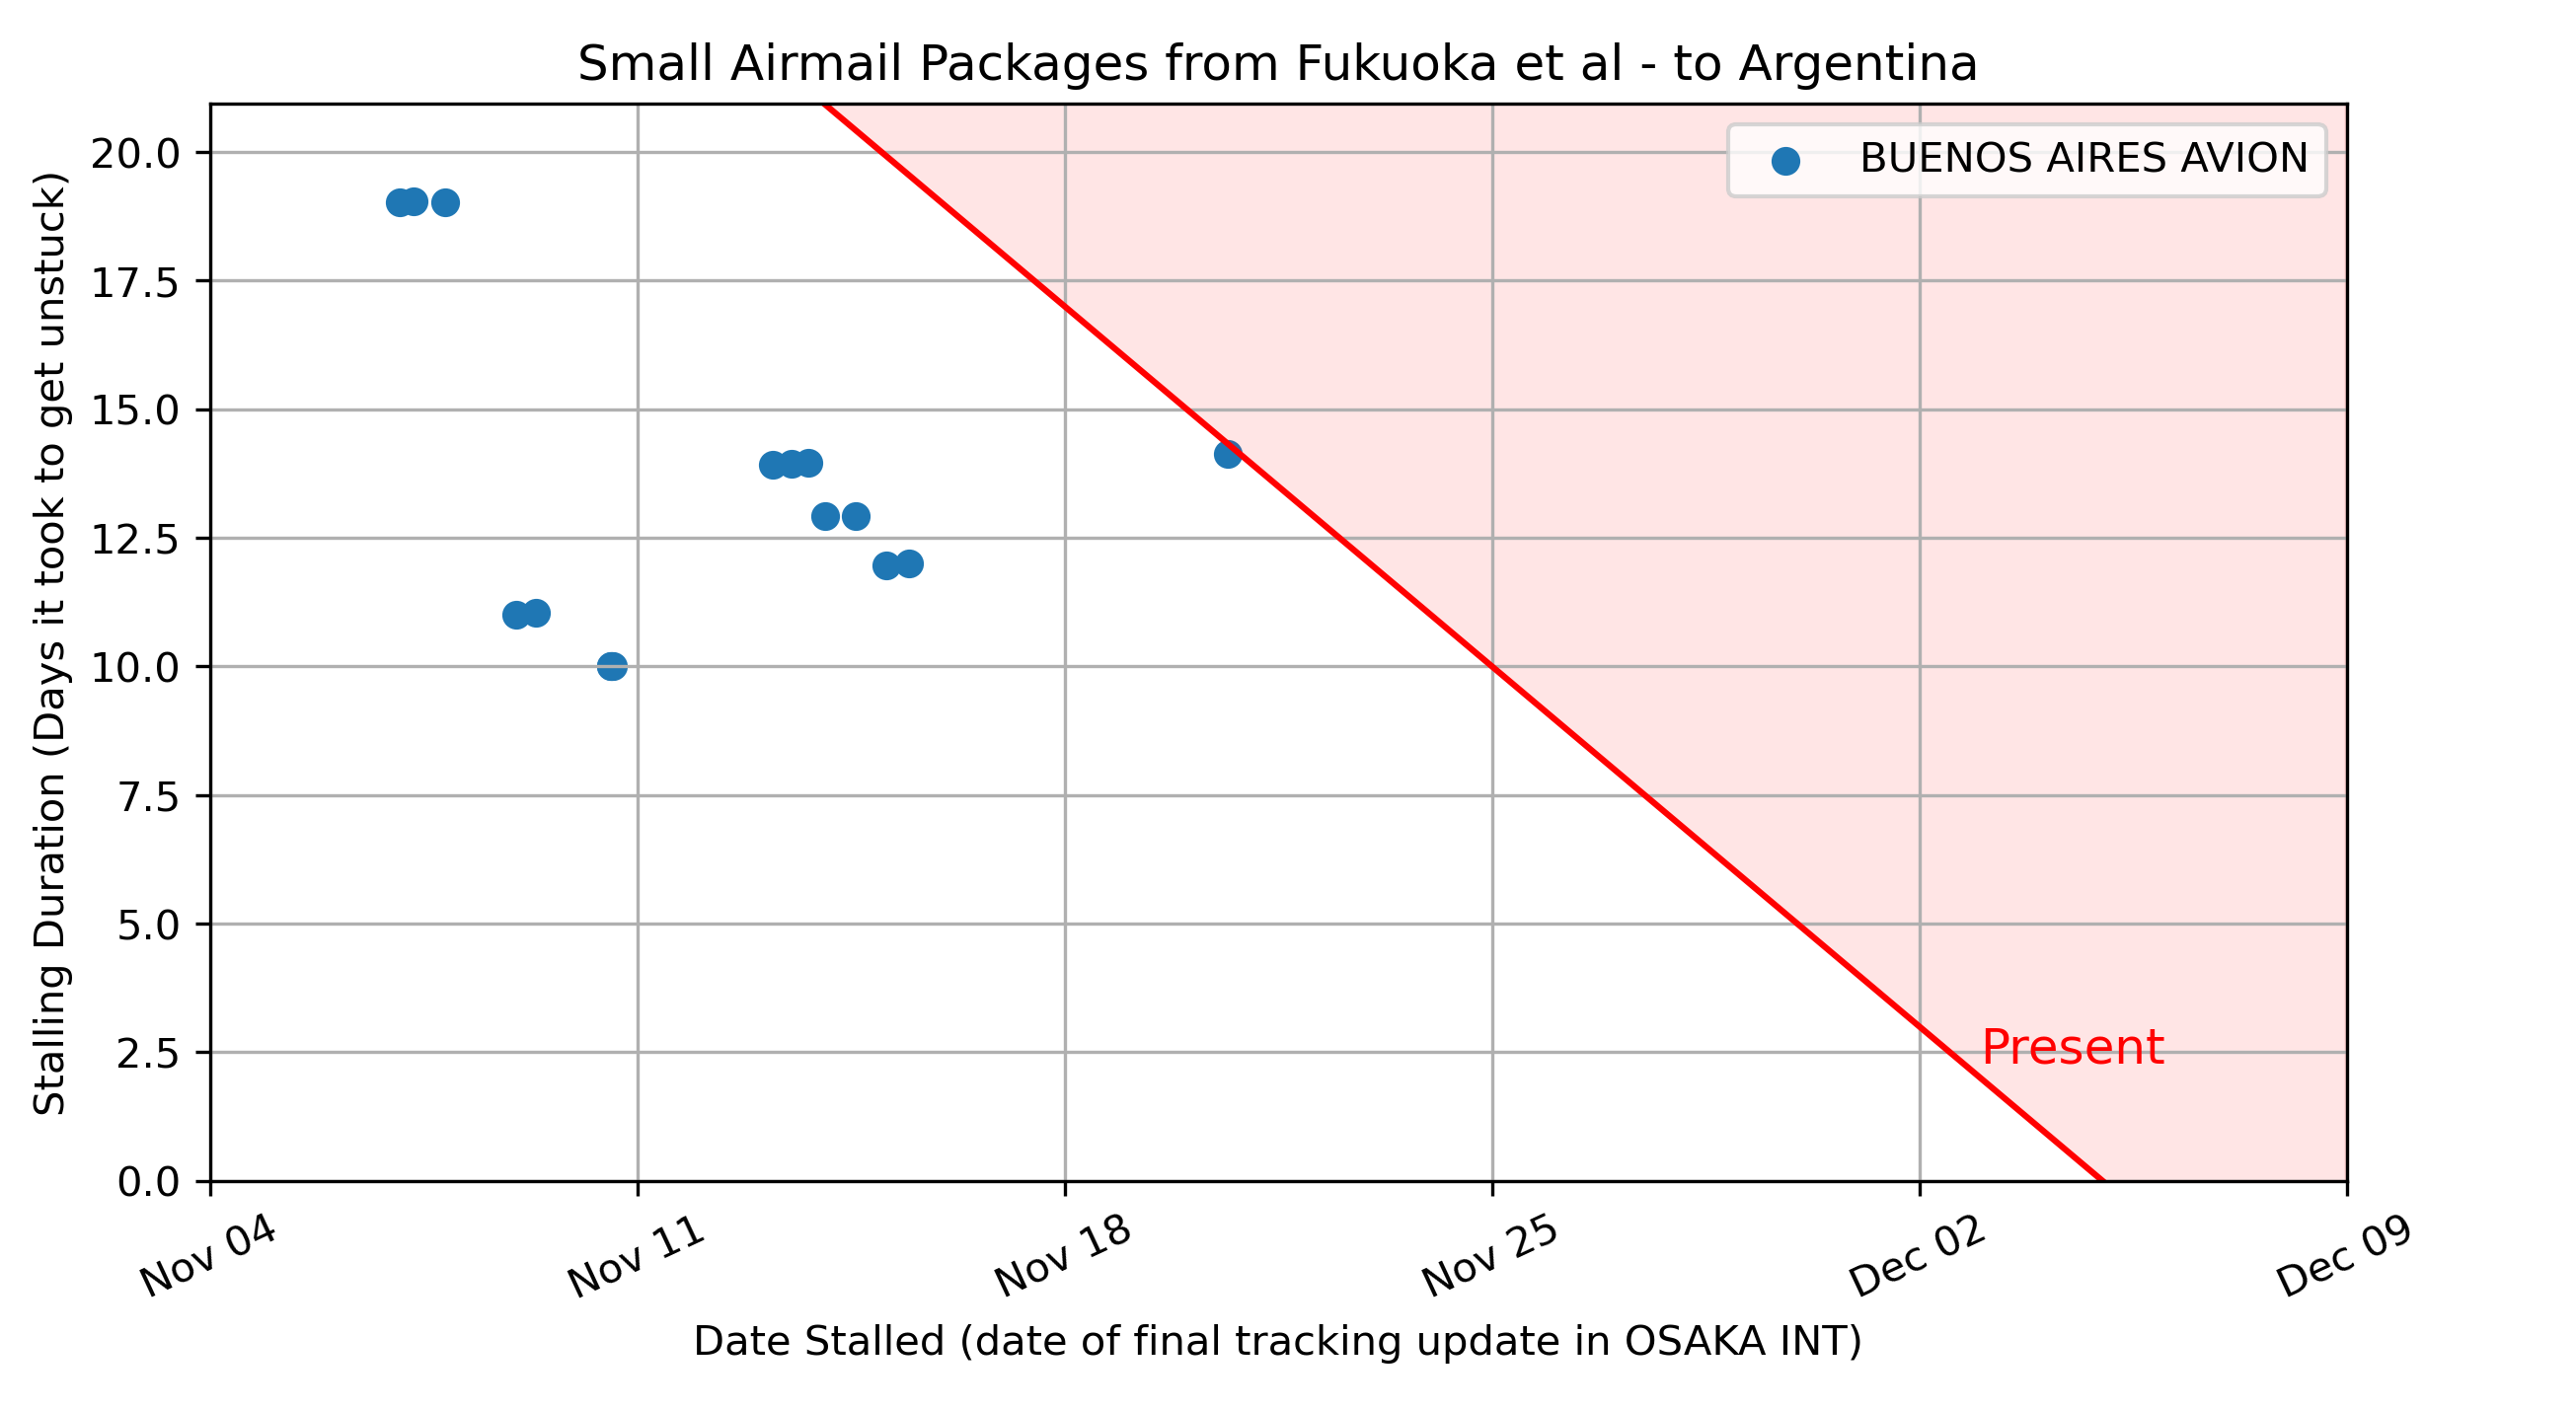 Small Airmail Packages from Fukuoka et al - to Argentina
BUENOS AIRES AVION
Stalling Duration (Days it took to get unstuck)
20.0
17.5
15.0
12.5
10.0
7.5
5.0
2.5
0.0
Present
Nov 04
Nov 11
Nov 18
Nov 25
Dec 02
Dec 09
Date Stalled (date of final tracking update in OSAKA INT)